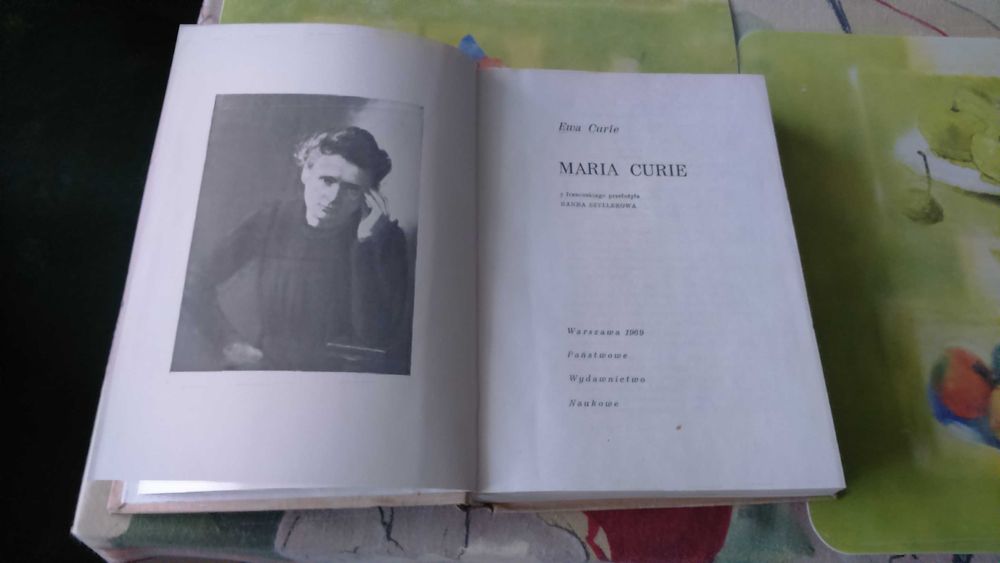 Ewa Curie
MARIA CURIE
z francuskiego przełożyła
HANNA SZYLLEROWA
Warszawa 1969
Państwowe
Wydawnictwo
Naukowe